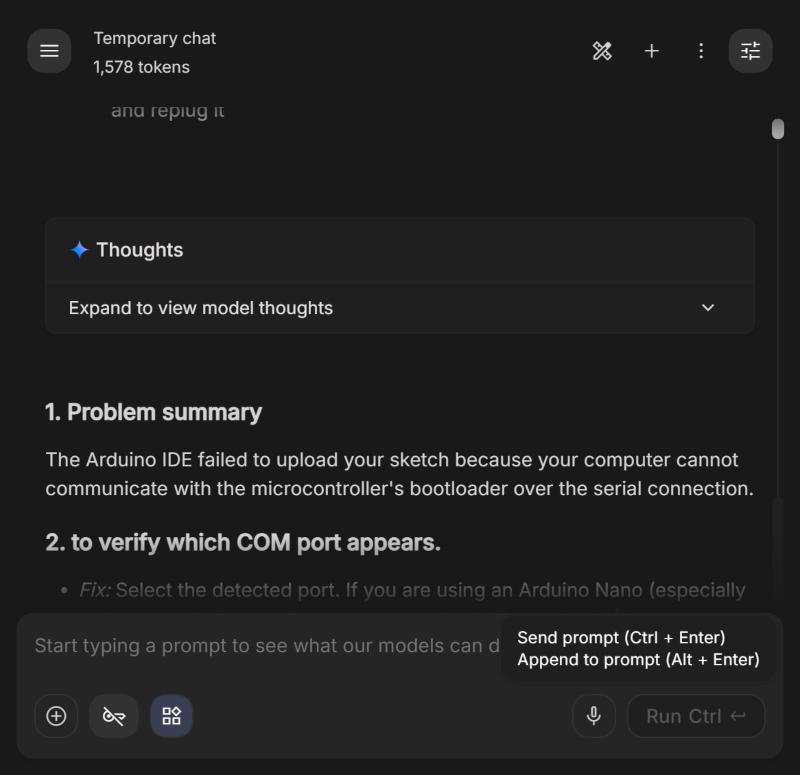 Temporary chat
1,578 tokens
and replug it
Thoughts
Expand to view model thoughts
1. Problem summary
The Arduino IDE failed to upload your sketch because your computer cannot
communicate with the microcontroller's bootloader over the serial connection.
2. to verify which COM port appears.
• Fix: Select the detected port. If you are using an Arduino Nano (especially
Start typing a prompt to see what our models can d
Send prompt (Ctrl + Enter)
Append to prompt (Alt + Enter)
Run Ctrl ↵